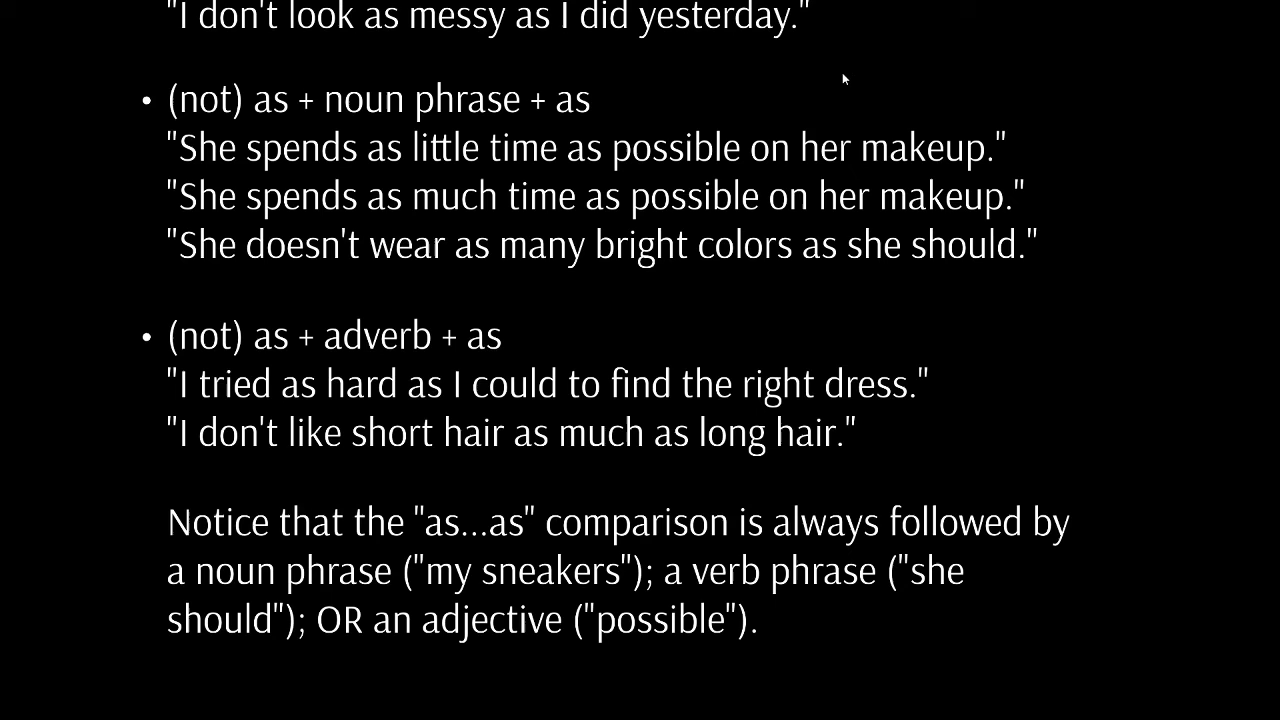 "I don't look as messy as I did yesterday."
• (not) as + noun phrase + as
"She spends as little time as possible on her makeup."
"She spends as much time as possible on her makeup."
"She doesn't wear as many bright colors as she should."
• (not) as + adverb + as
"I tried as hard as I could to find the right dress."
"I don't like short hair as much as long hair."
Notice that the "as...as" comparison is always followed by
a noun phrase ("my sneakers"); a verb phrase ("she
should"); OR an adjective ("possible").